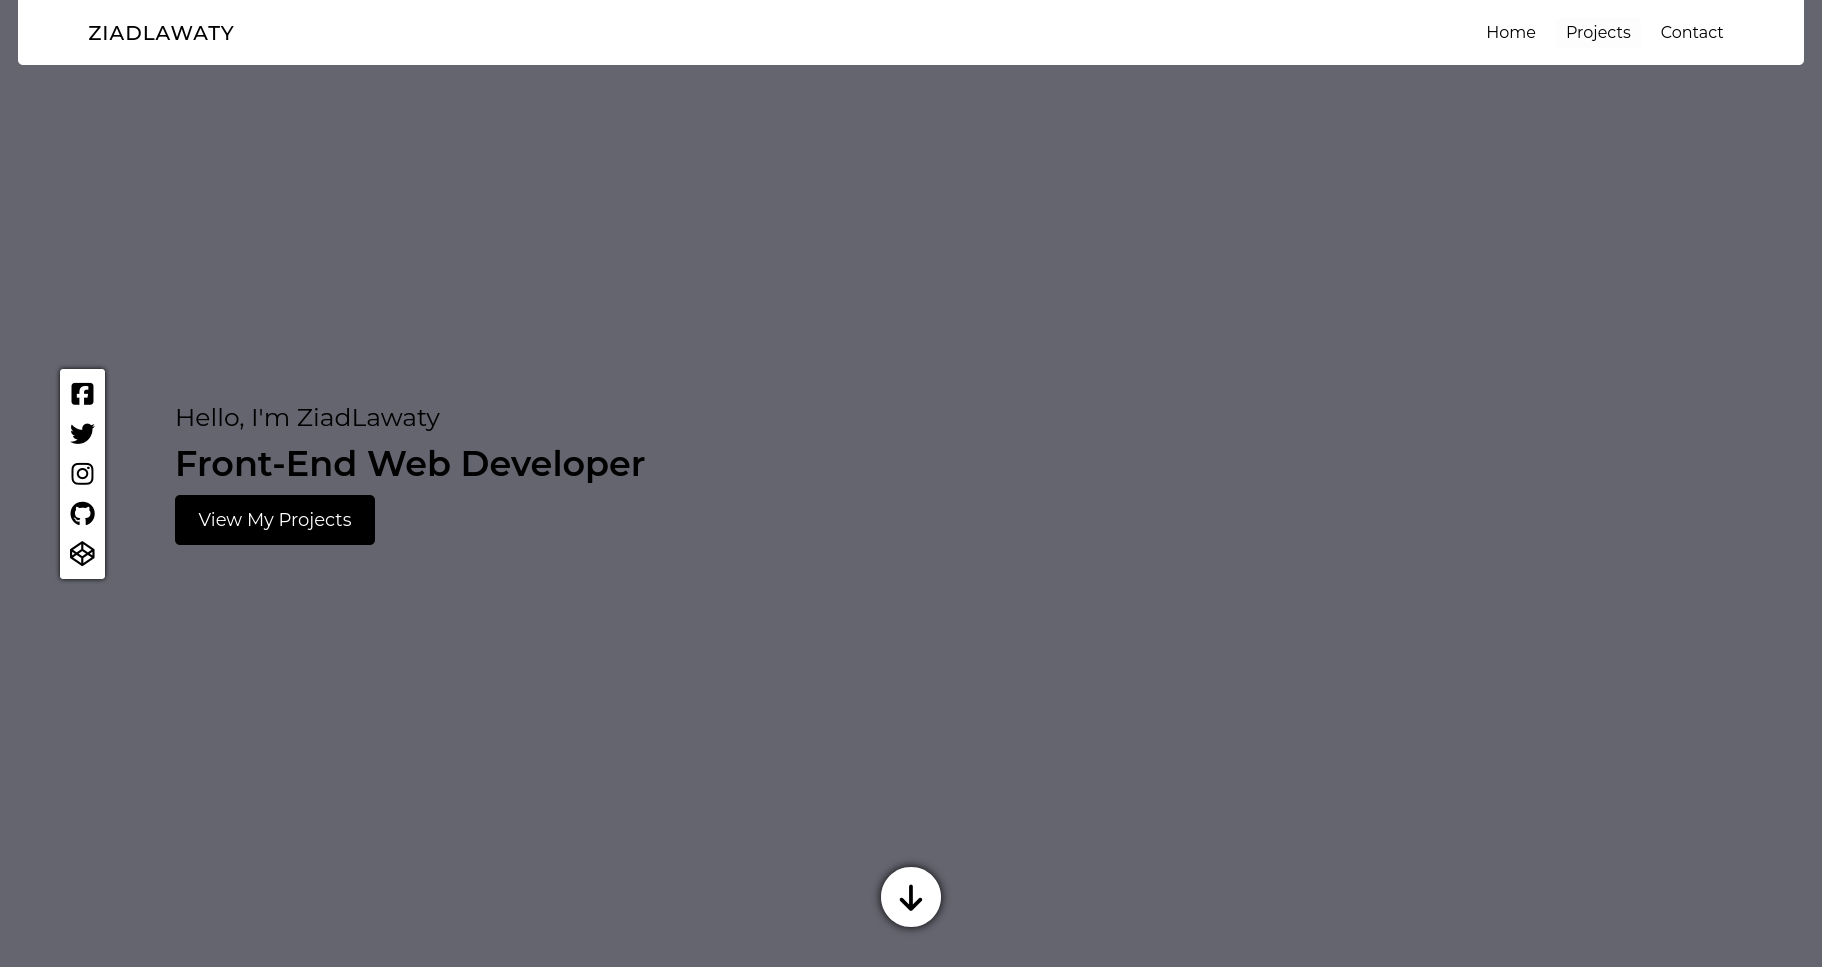 ZIADLAWATY
Home Projects Contact
Hello, I'm ZiadLawaty
Front-End Web Developer
View My Projects